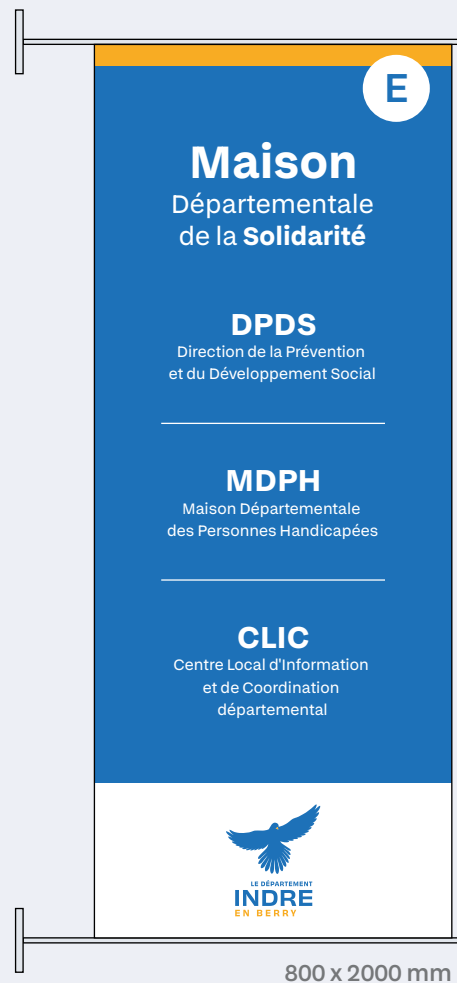 E
Maison
Départementale
de la Solidarité
DPDS
Direction de la Prévention
et du Développement Social
MDPH
Maison Départementale
des Personnes Handicapées
CLIC
Centre Local d'Information
et de Coordination
départemental
LE DÉPARTEMENT
INDRE
EN BERRY
800 x 2000 mm